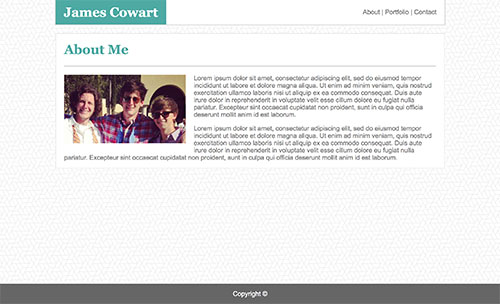 James Cowart
About | Portfolio | Contact
About Me
Lorem ipsum dolor sit amet, consectetur adipiscing elit, sed do eiusmod tempor
incididunt ut labore et dolore magna aliqua. Ut enim ad minim veniam, quis nostrud
exercitation ullamco laboris nisi ut aliquip ex ea commodo consequat. Duis aute
irure dolor in reprehenderit in voluptate velit esse cillum dolore eu fugiat nulla
pariatur. Excepteur sint occaecat cupidatat non proident, sunt in culpa qui officia
deserunt mollit anim id est laborum.
Lorem ipsum dolor sit amet, consectetur adipiscing elit, sed do eiusmod tempor
incididunt ut labore et dolore magna aliqua. Ut enim ad minim veniam, quis nostrud
exercitation ullamco laboris nisi ut aliquip ex ea commodo consequat. Duis aute
irure dolor in reprehenderit in voluptate velit esse cillum dolore eu fugiat nulla
pariatur. Excepteur sint occaecat cupidatat non proident, sunt in culpa qui officia deserunt mollit anim id est laborum.
Copyright ©